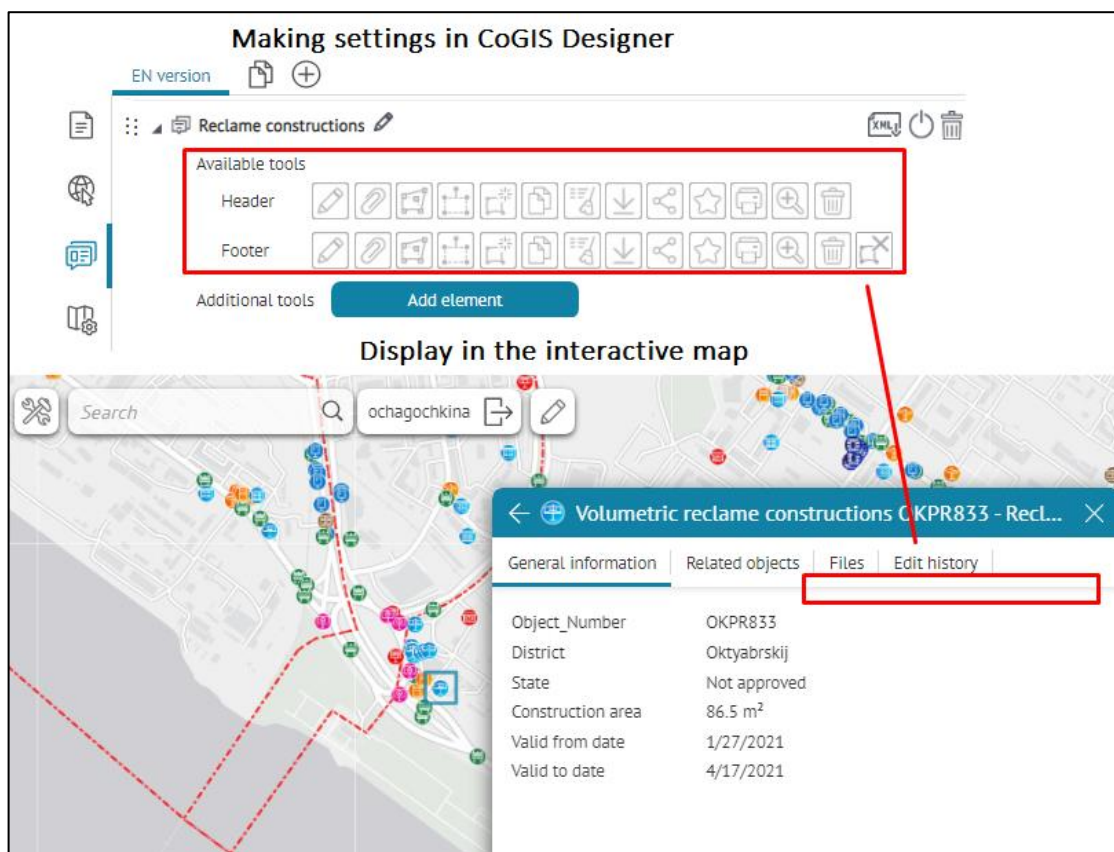 Making settings in CoGIS Designer
EN version
Reclame constructions
XML
Available tools
Header
Footer
Additional tools
Add element
Display in the interactive map
Search
ochagochkina
Volumetric reclame constructions OKPR833 - Recl...
General information
Related objects
Files
Edit history
Object_Number OKPR833
District Oktyabrskij
State Not approved
Construction area 86.5 m²
Valid from date 1/27/2021
Valid to date 4/17/2021